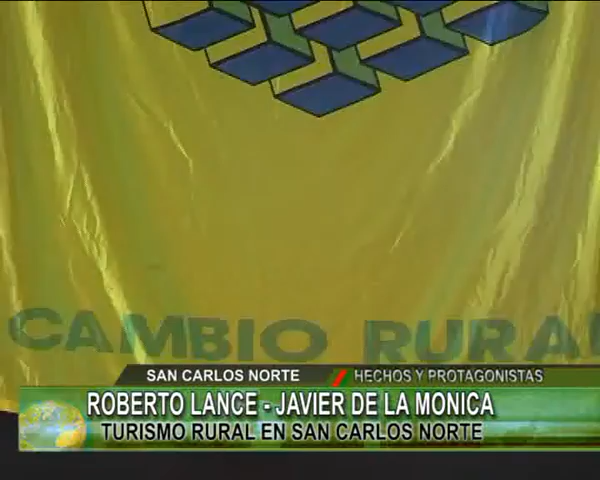 CAMBIO RURAL
SAN CARLOS NORTE
HECHOS Y PROTAGONISTAS
ROBERTO LANCE - JAVIER DE LA MONICA
TURISMO RURAL EN SAN CARLOS NORTE